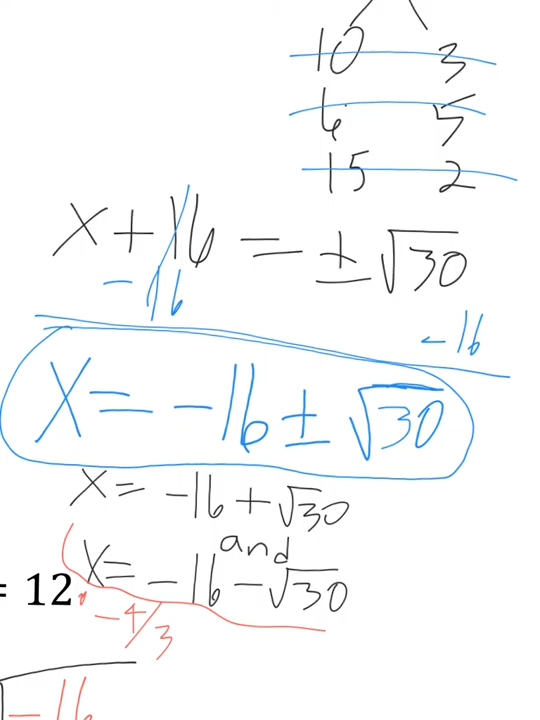 10 3
6 5
15 2
x + 16 = ±√30
-16 -16
x = -16 ± √30
x = -16 + √30
and
x = -16 - √30
= 12.
-4/3
√-16